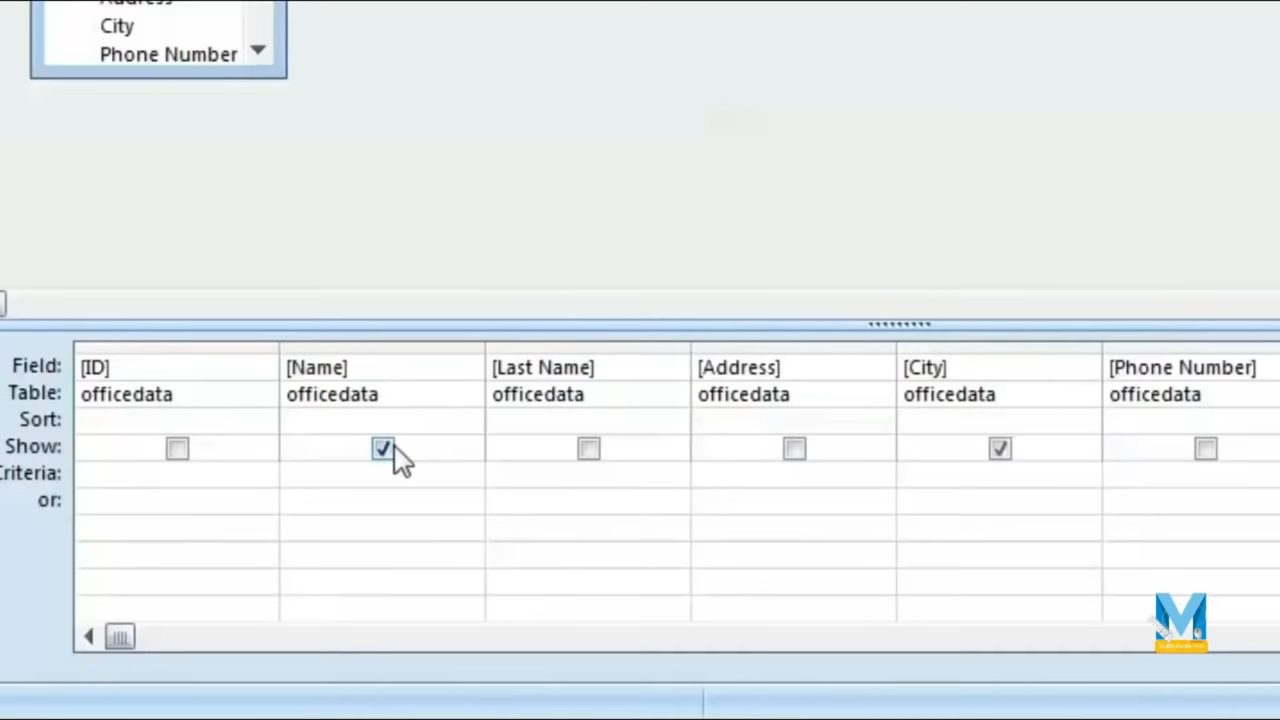 City
Phone Number
Field: [ID] [Name] [Last Name] [Address] [City] [Phone Number]
Table: officedata officedata officedata officedata officedata officedata
Sort:
Show:
Criteria:
or:
M